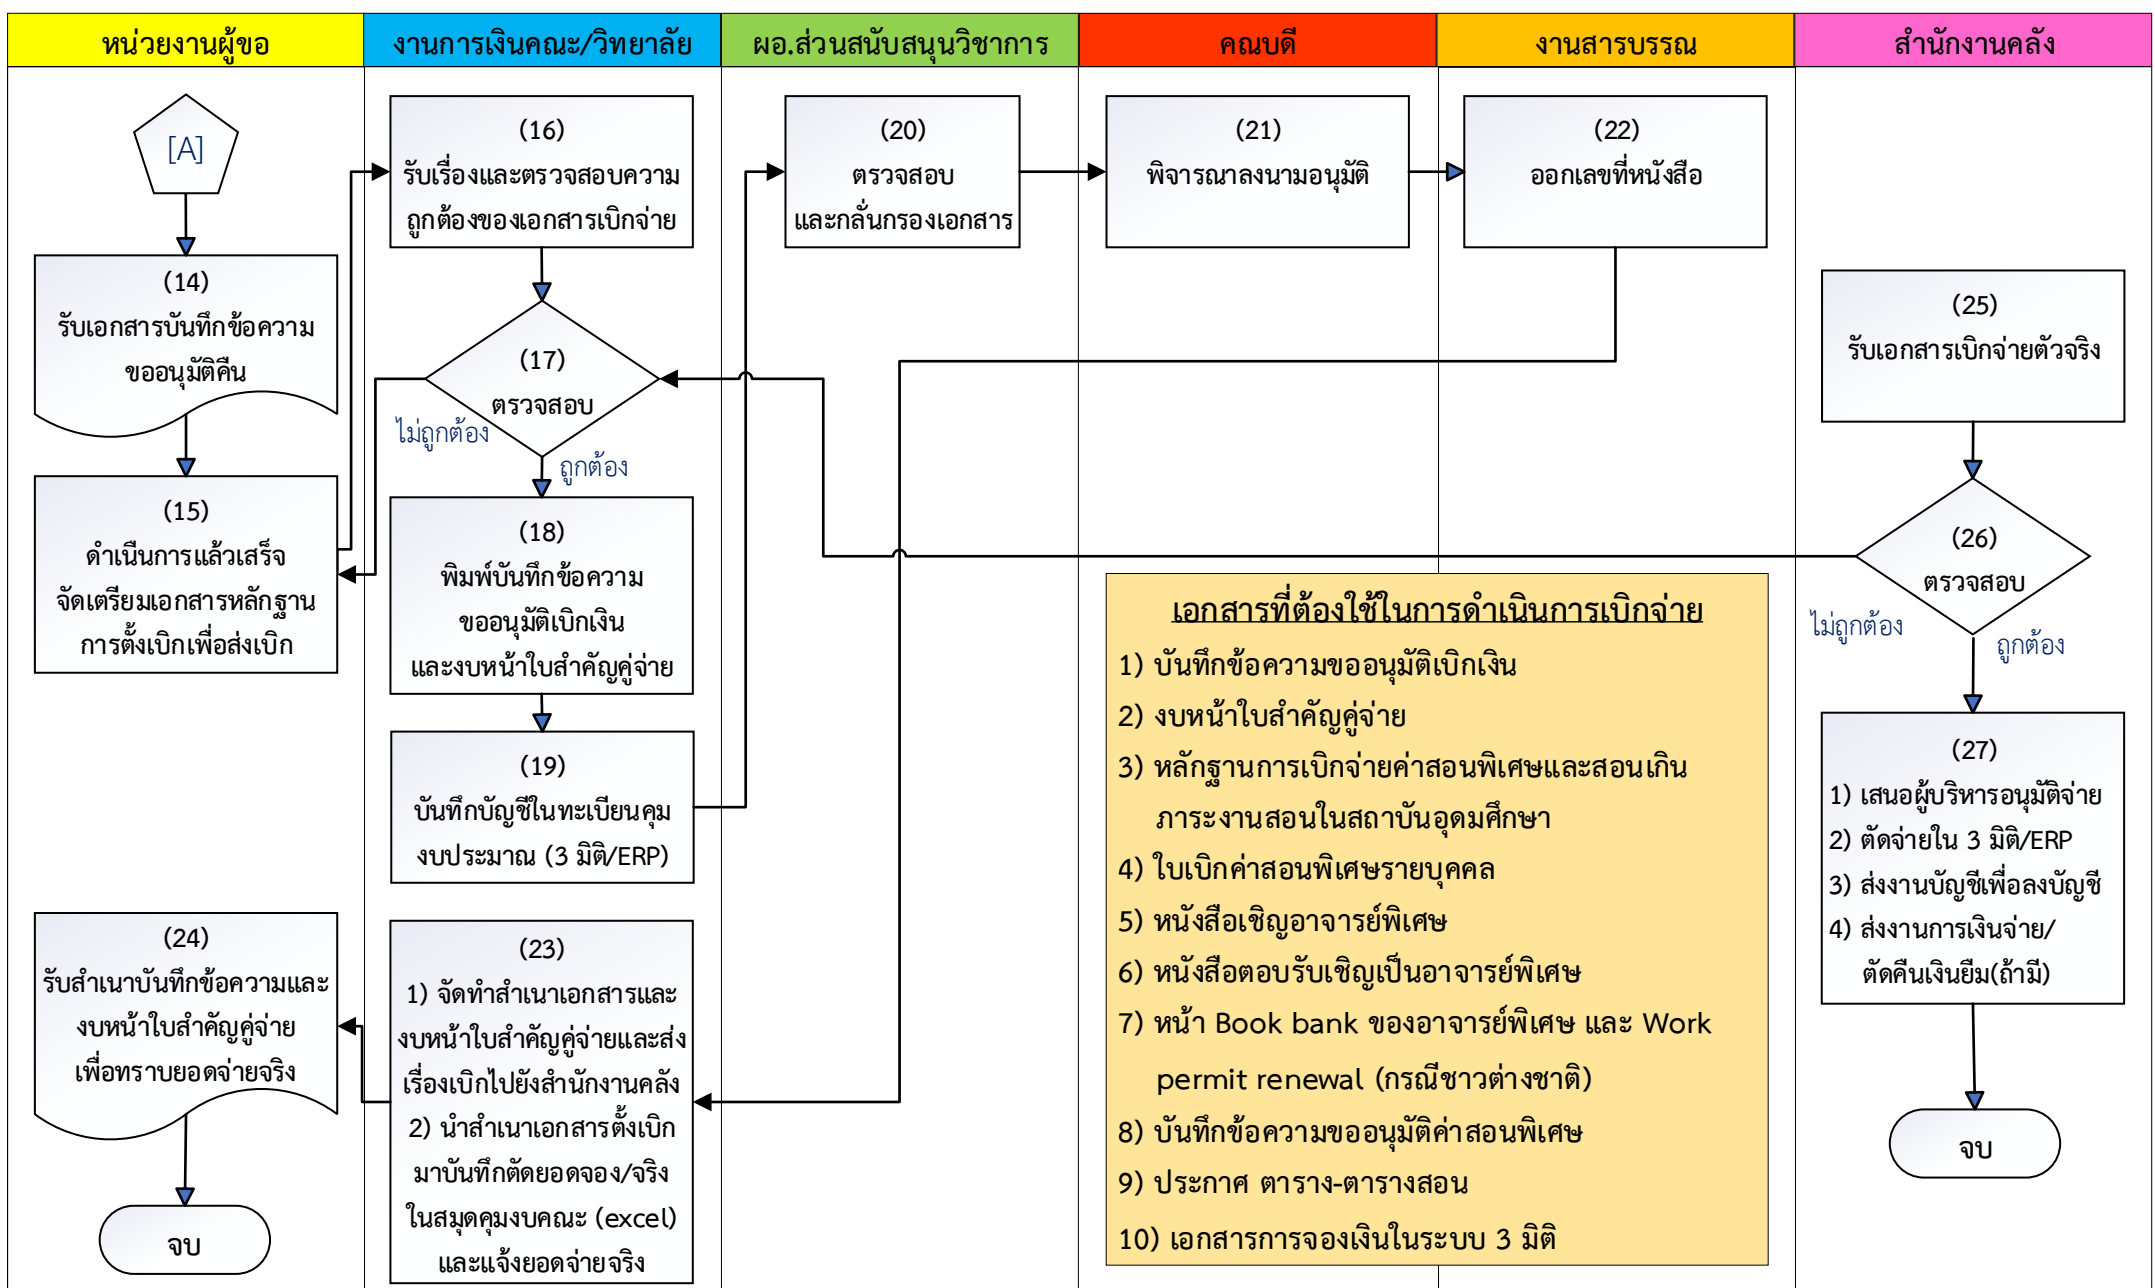 หน่วยงานผู้ขอ
งานการเงินคณะ/วิทยาลัย
ผอ.ส่วนสนับสนุนวิชาการ
คณบดี
งานสารบรรณ
สำนักงานคลัง
[A]
(14)
รับเอกสารบันทึกข้อความ
ขออนุมัติคืน
(15)
ดำเนินการแล้วเสร็จ
จัดเตรียมเอกสารหลักฐาน
การตั้งเบิกเพื่อส่งเบิก
(16)
รับเรื่องและตรวจสอบความ
ถูกต้องของเอกสารเบิกจ่าย
(17)
ตรวจสอบ
ไม่ถูกต้อง
ถูกต้อง
(18)
พิมพ์บันทึกข้อความ
ขออนุมัติเบิกเงิน
และงบหน้าใบสำคัญคู่จ่าย
(19)
บันทึกบัญชีในทะเบียนคุม
งบประมาณ (3 มิติ/ERP)
(20)
ตรวจสอบ
และกลั่นกรองเอกสาร
(21)
พิจารณาลงนามอนุมัติ
(22)
ออกเลขที่หนังสือ
(23)
1) จัดทำสำเนาเอกสารและ
งบหน้าใบสำคัญคู่จ่ายและส่ง
เรื่องเบิกไปยังสำนักงานคลัง
2) นำสำเนาเอกสารตั้งเบิก
มาบันทึกตัดยอดจอง/จริง
ในสมุดคุมงบคณะ (excel)
และแจ้งยอดจ่ายจริง
(24)
รับสำเนาบันทึกข้อความและ
งบหน้าใบสำคัญคู่จ่าย
เพื่อทราบยอดจ่ายจริง
จบ
(25)
รับเอกสารเบิกจ่ายตัวจริง
(26)
ตรวจสอบ
ไม่ถูกต้อง
ถูกต้อง
(27)
1) เสนอผู้บริหารอนุมัติจ่าย
2) ตัดจ่ายใน 3 มิติ/ERP
3) ส่งงานบัญชีเพื่อลงบัญชี
4) ส่งงานการเงินจ่าย/
ตัดคืนเงินยืม(ถ้ามี)
จบ
เอกสารที่ต้องใช้ในการดำเนินการเบิกจ่าย
1) บันทึกข้อความขออนุมัติเบิกเงิน
2) งบหน้าใบสำคัญคู่จ่าย
3) หลักฐานการเบิกจ่ายค่าสอนพิเศษและสอนเกิน
ภาระงานสอนในสถาบันอุดมศึกษา
4) ใบเบิกค่าสอนพิเศษรายบุคคล
5) หนังสือเชิญอาจารย์พิเศษ
6) หนังสือตอบรับเชิญเป็นอาจารย์พิเศษ
7) หน้า Book bank ของอาจารย์พิเศษ และ Work
permit renewal (กรณีชาวต่างชาติ)
8) บันทึกข้อความขออนุมัติค่าสอนพิเศษ
9) ประกาศ ตาราง-ตารางสอน
10) เอกสารการจองเงินในระบบ 3 มิติ